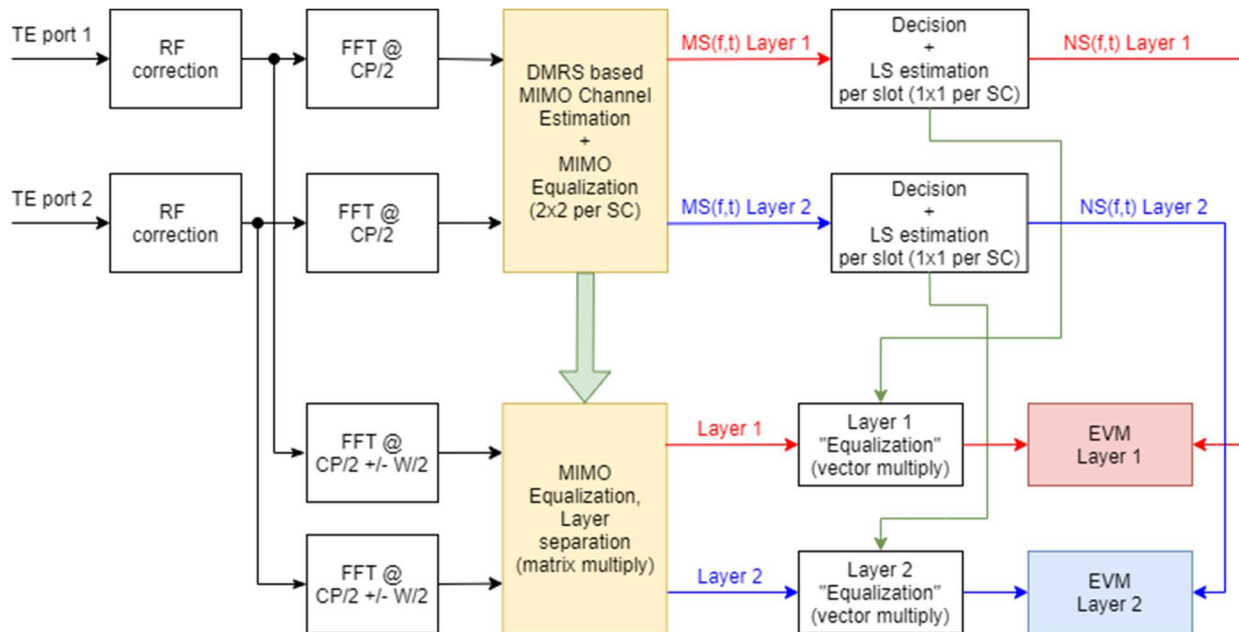 TE port 1
RF
correction
FFT @
CP/2
DMRS based
MIMO Channel
Estimation
+
MIMO
Equalization
(2x2 per SC)
MS(f,t) Layer 1
Decision
+
LS estimation
per slot (1x1 per SC)
NS(f,t) Layer 1
TE port 2
RF
correction
FFT @
CP/2
MS(f,t) Layer 2
Decision
+
LS estimation
per slot (1x1 per SC)
NS(f,t) Layer 2
FFT @
CP/2 +/- W/2
MIMO
Equalization,
Layer
separation
(matrix multiply)
Layer 1
Layer 1
"Equalization"
(vector multiply)
EVM
Layer 1
FFT @
CP/2 +/- W/2
Layer 2
Layer 2
"Equalization"
(vector multiply)
EVM
Layer 2